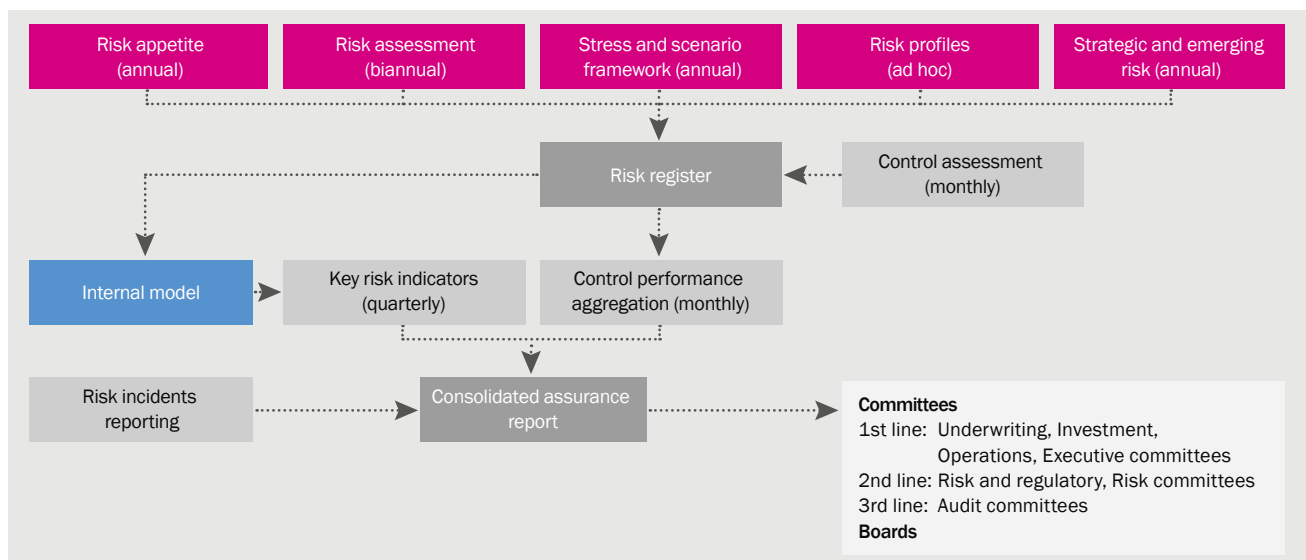 Risk appetite
(annual)
Risk assessment
(biannual)
Stress and scenario
framework (annual)
Risk profiles
(ad hoc)
Strategic and emerging
risk (annual)
Risk register
Control assessment
(monthly)
Internal model
Key risk indicators
(quarterly)
Control performance
aggregation (monthly)
Risk incidents
reporting
Consolidated assurance
report
Committees
1st line: Underwriting, Investment,
Operations, Executive committees
2nd line: Risk and regulatory, Risk committees
3rd line: Audit committees
Boards